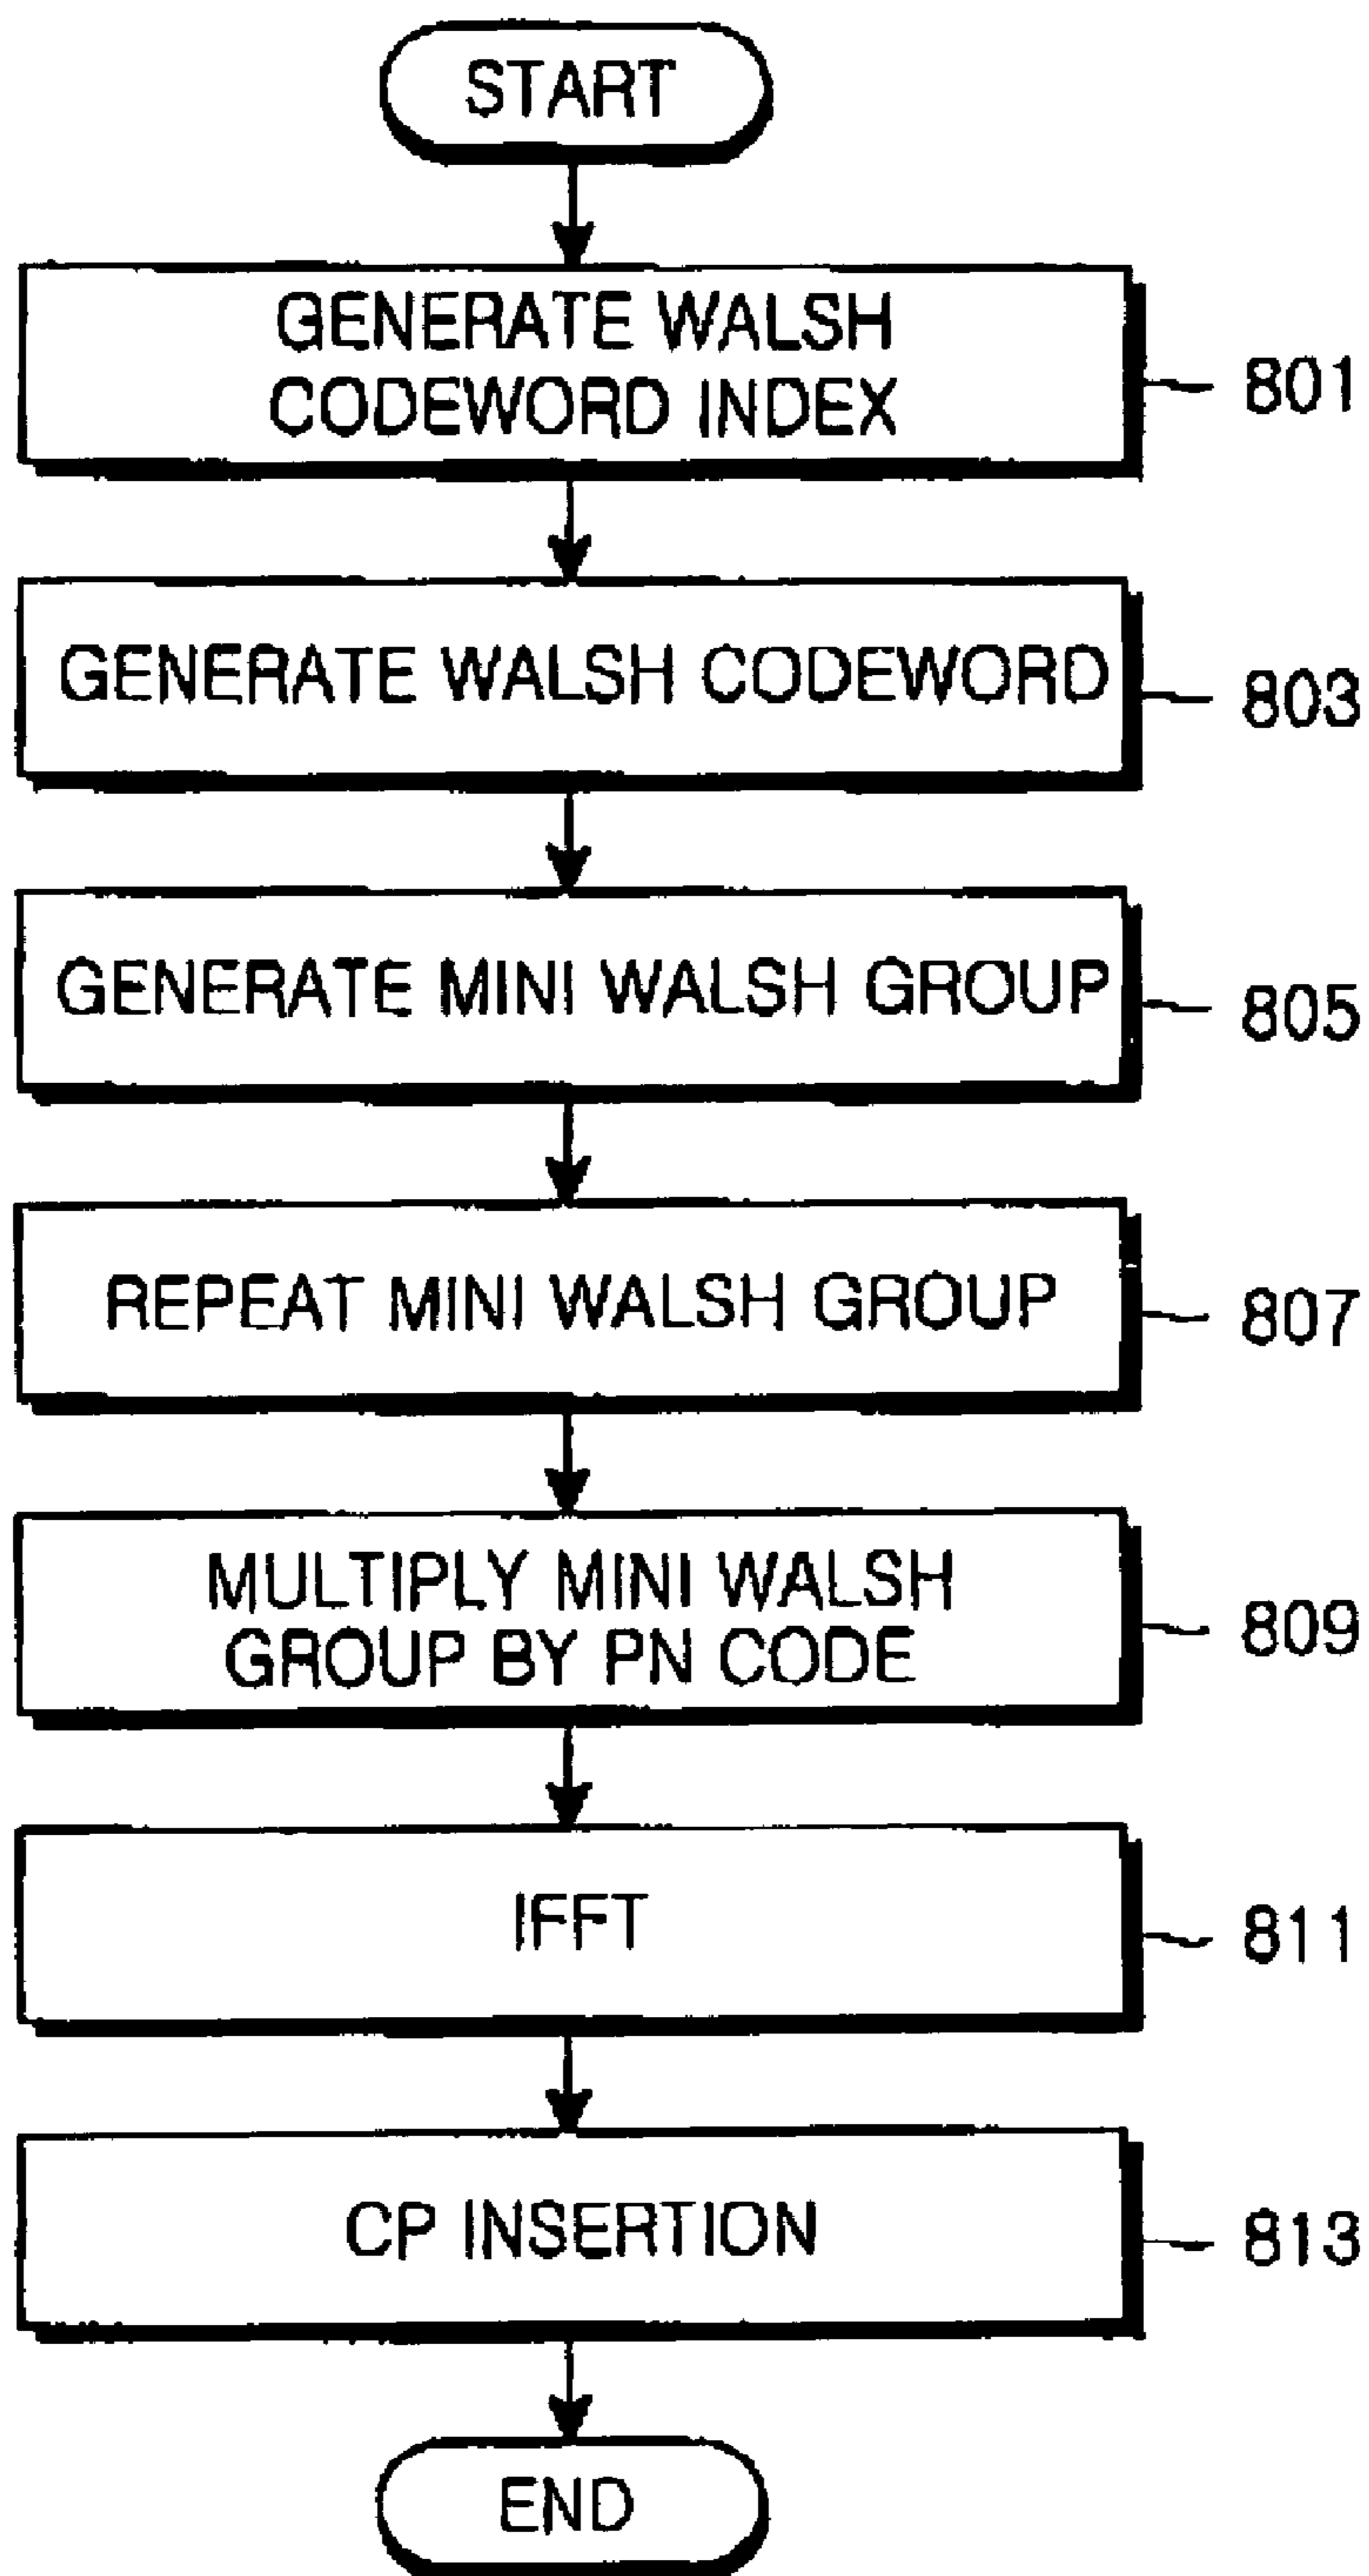 START
GENERATE WALSH
CODEWORD INDEX
801
GENERATE WALSH CODEWORD
803
GENERATE MINI WALSH GROUP
805
REPEAT MINI WALSH GROUP
807
MULTIPLY MINI WALSH
GROUP BY PN CODE
809
IFFT
811
CP INSERTION
813
END